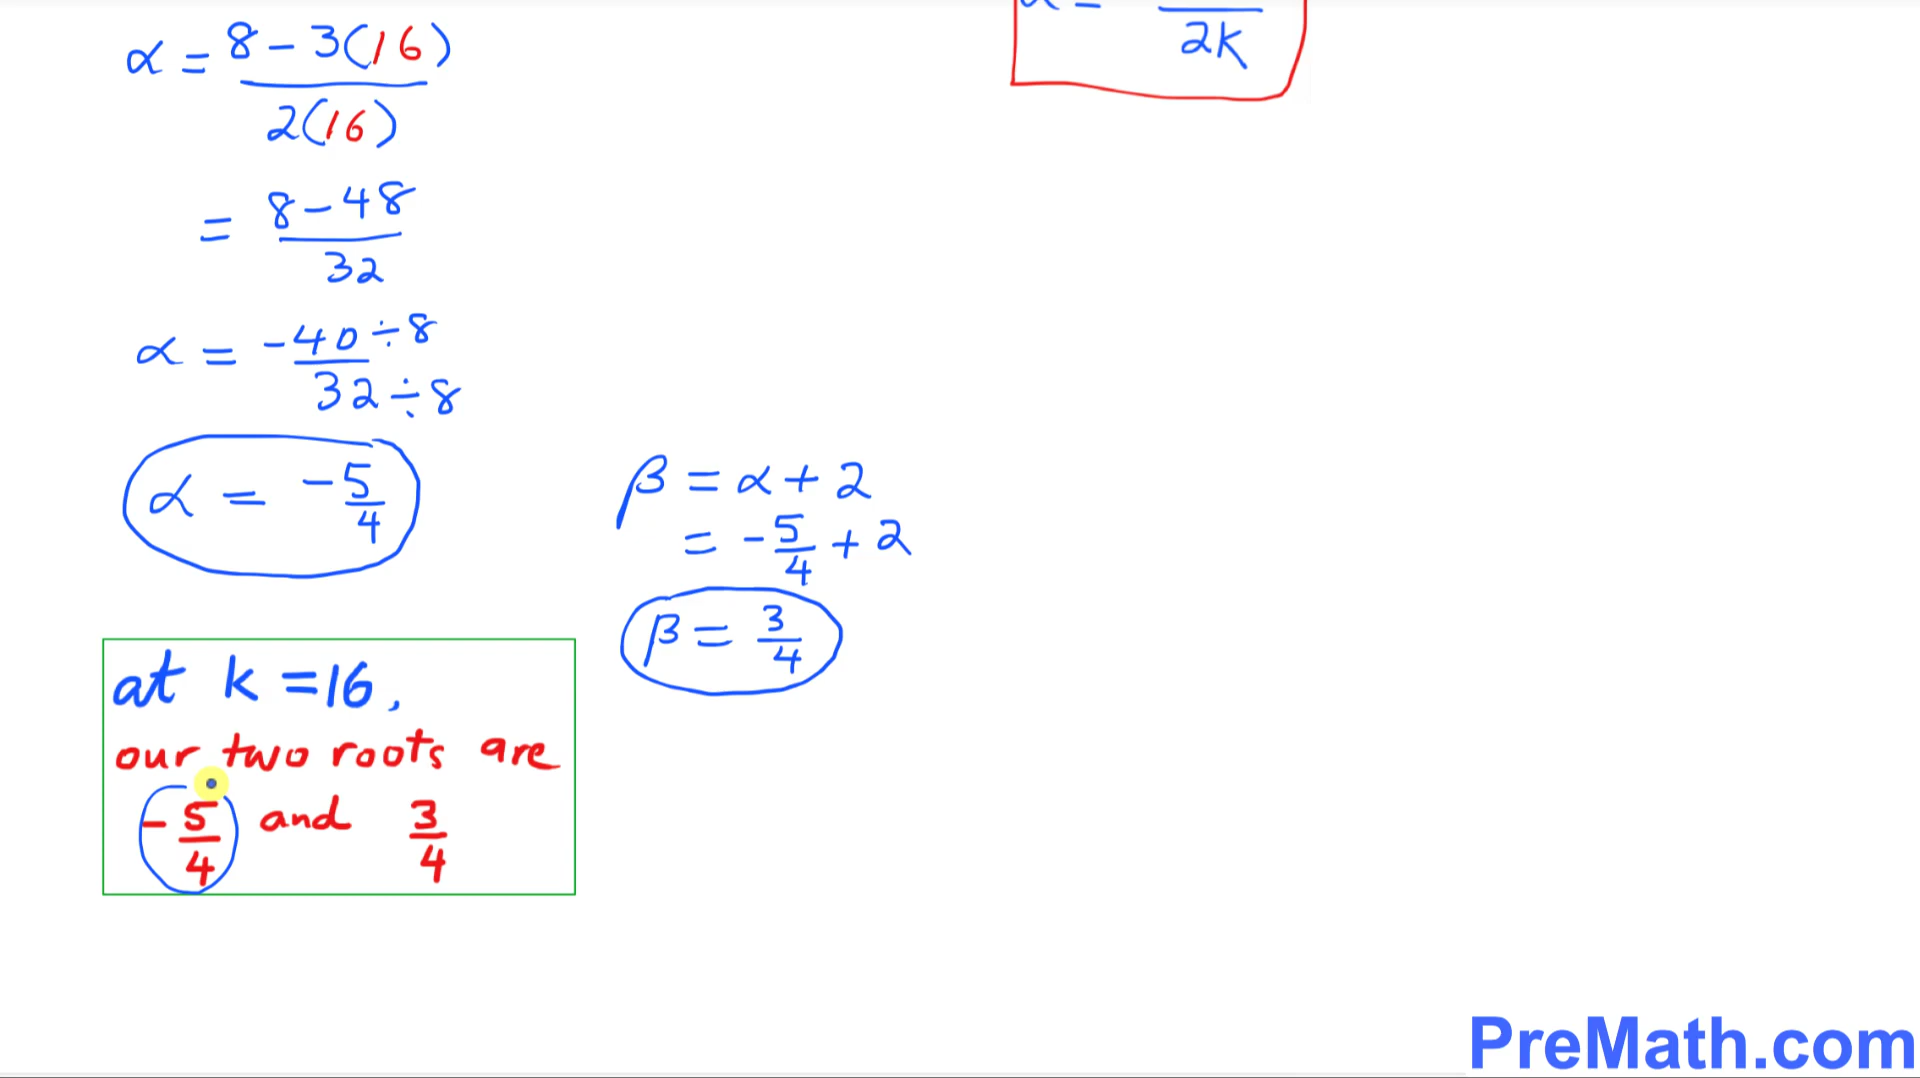 α = 8 - 3(16)
2(16)
= 8 - 48
32
α = -40 ÷ 8
32 ÷ 8
α = -5/4
at k = 16,
our two roots are
-5/4 and 3/4
2k
β = α + 2
= -5/4 + 2
β = 3/4
PreMath.com